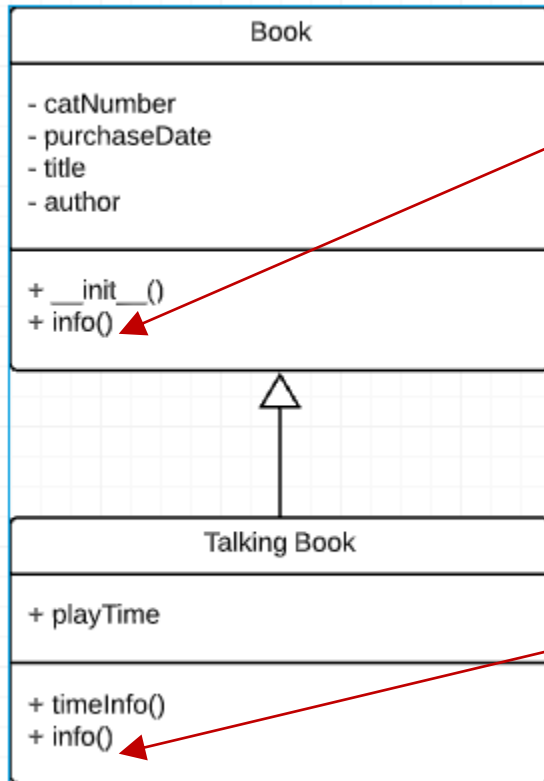 Book
- catNumber
- purchaseDate
- title
- author
+ __init__()
+ info()
Talking Book
+ playTime
+ timeInfo()
+ info()